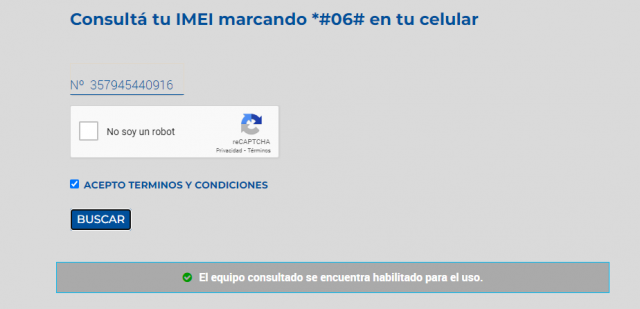 Consultá tu IMEI marcando *#06# en tu celular
Nº 357945440916
No soy un robot
reCAPTCHA
Privacidad - Términos
ACEPTO TERMINOS Y CONDICIONES
BUSCAR
El equipo consultado se encuentra habilitado para el uso.